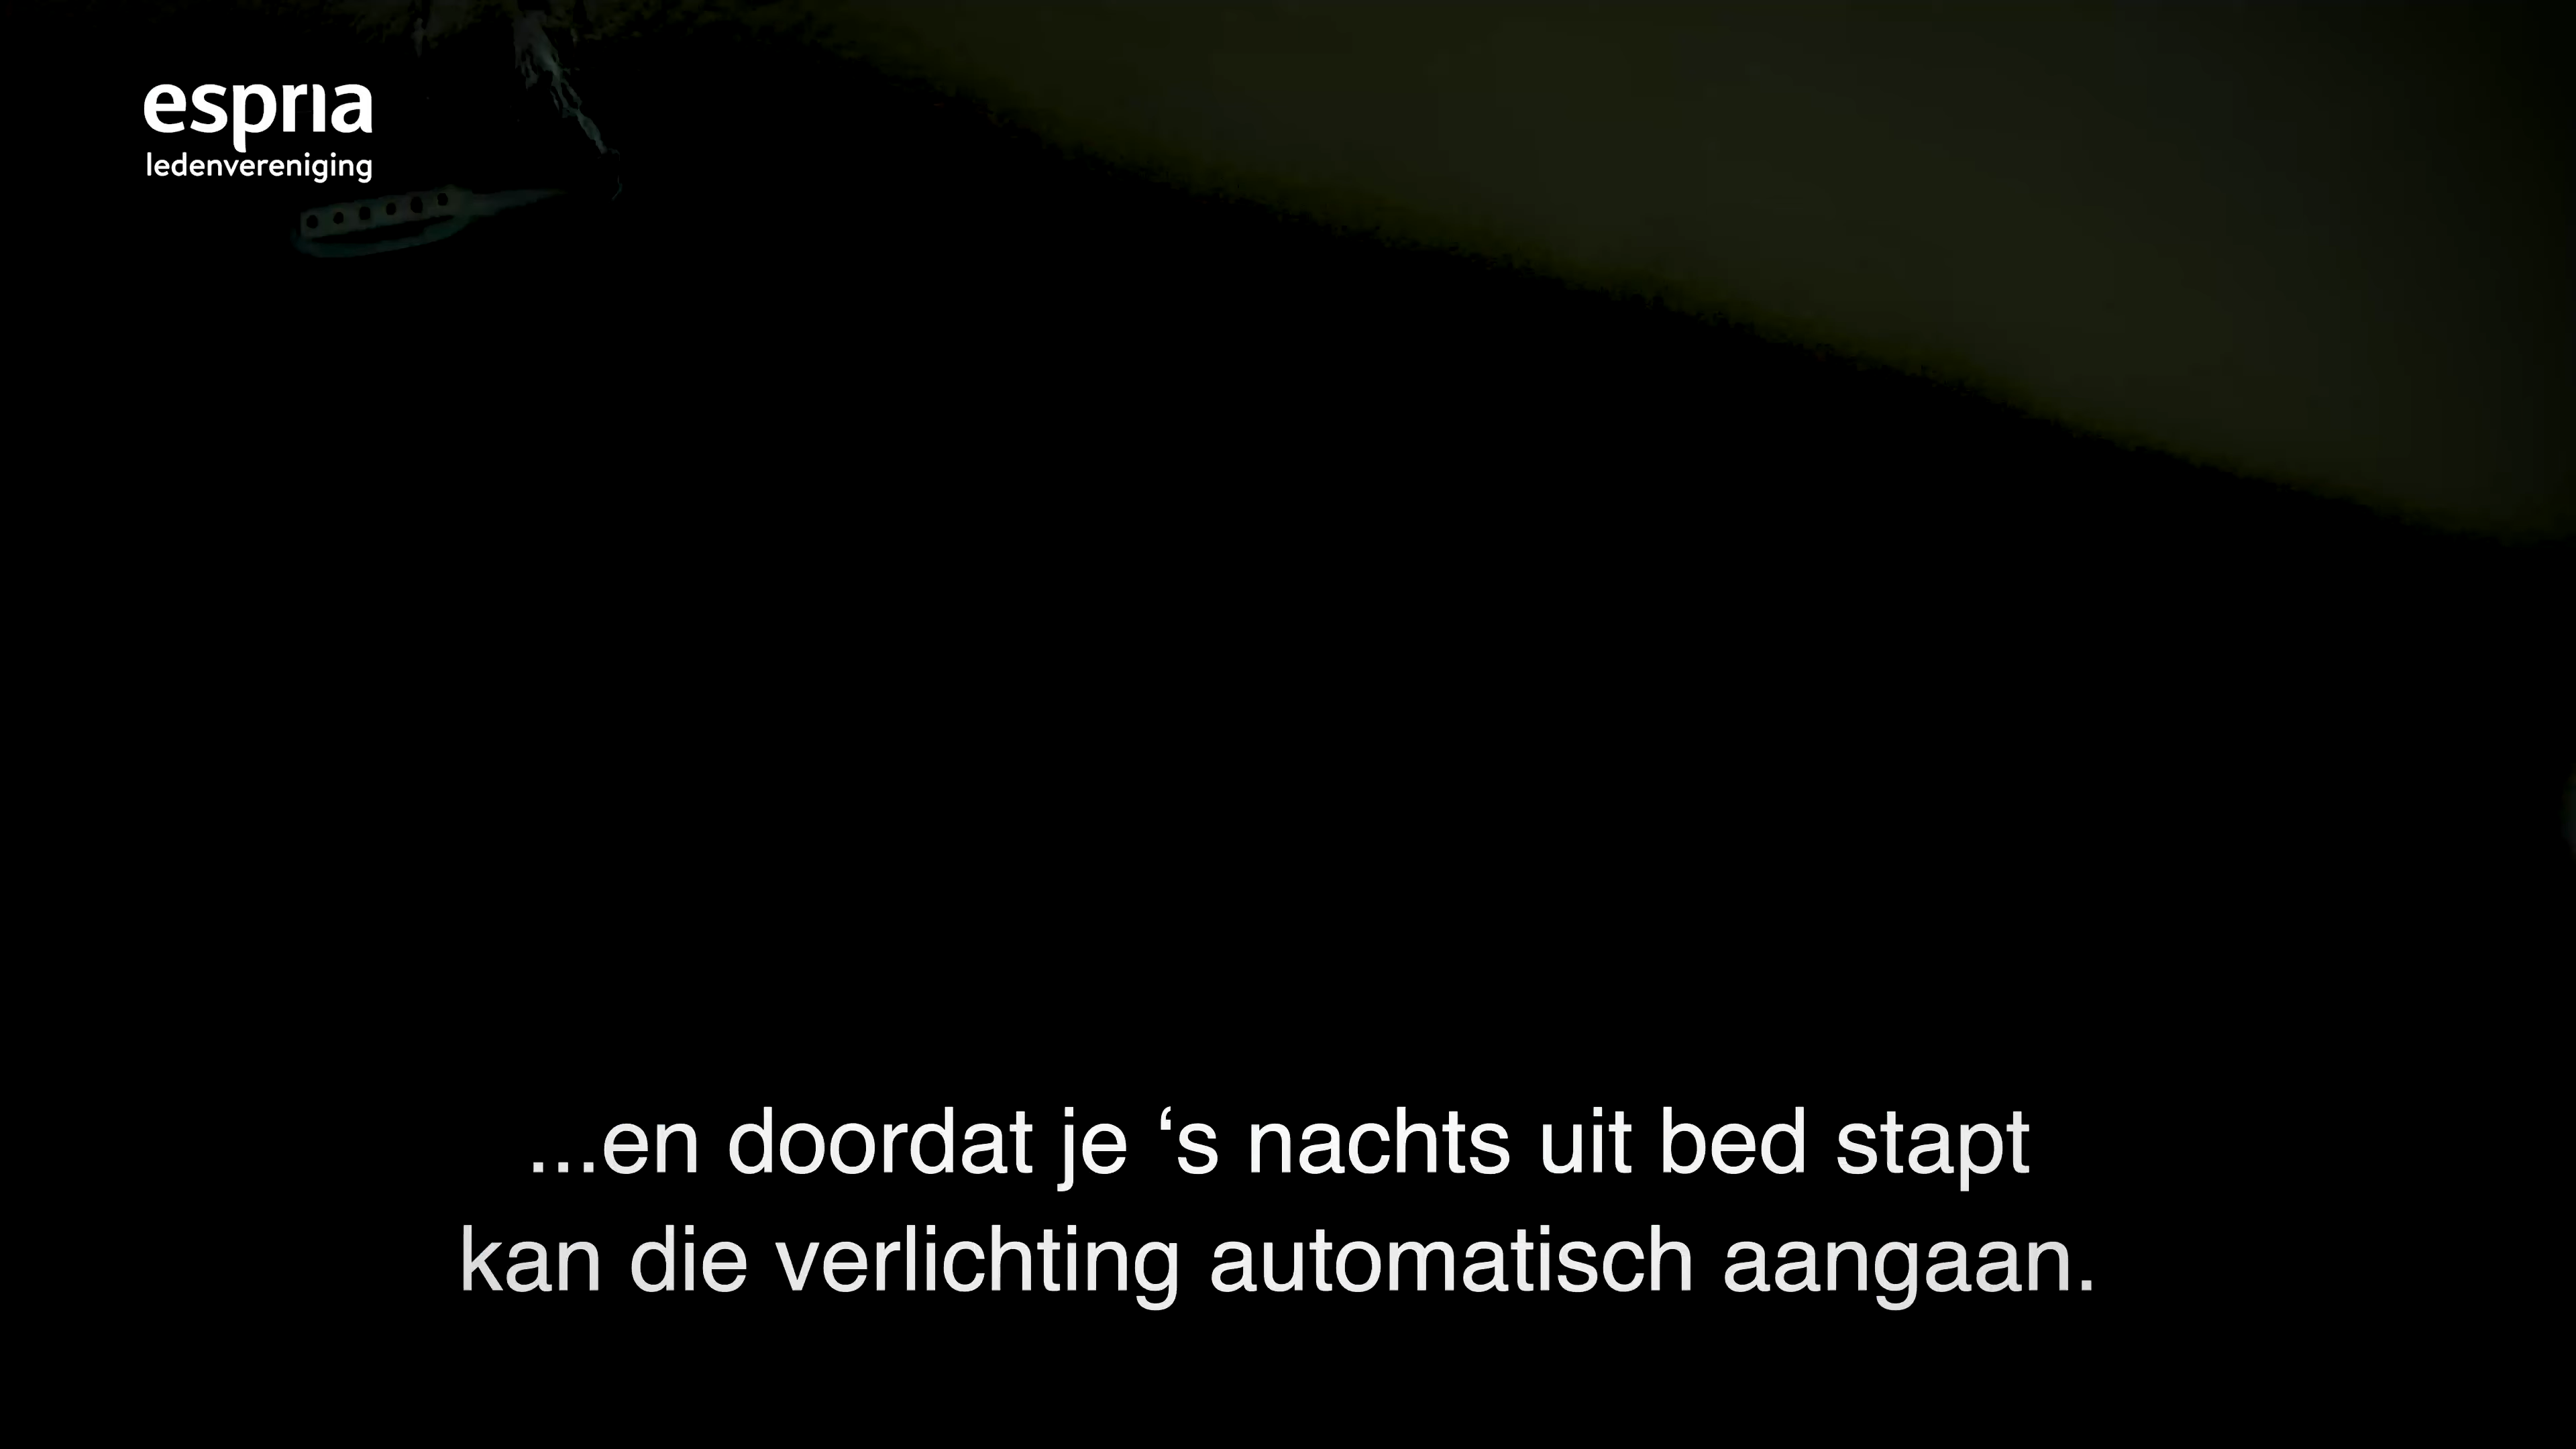 espria
ledenvereniging
...en doordat je ‘s nachts uit bed stapt
kan die verlichting automatisch aangaan.